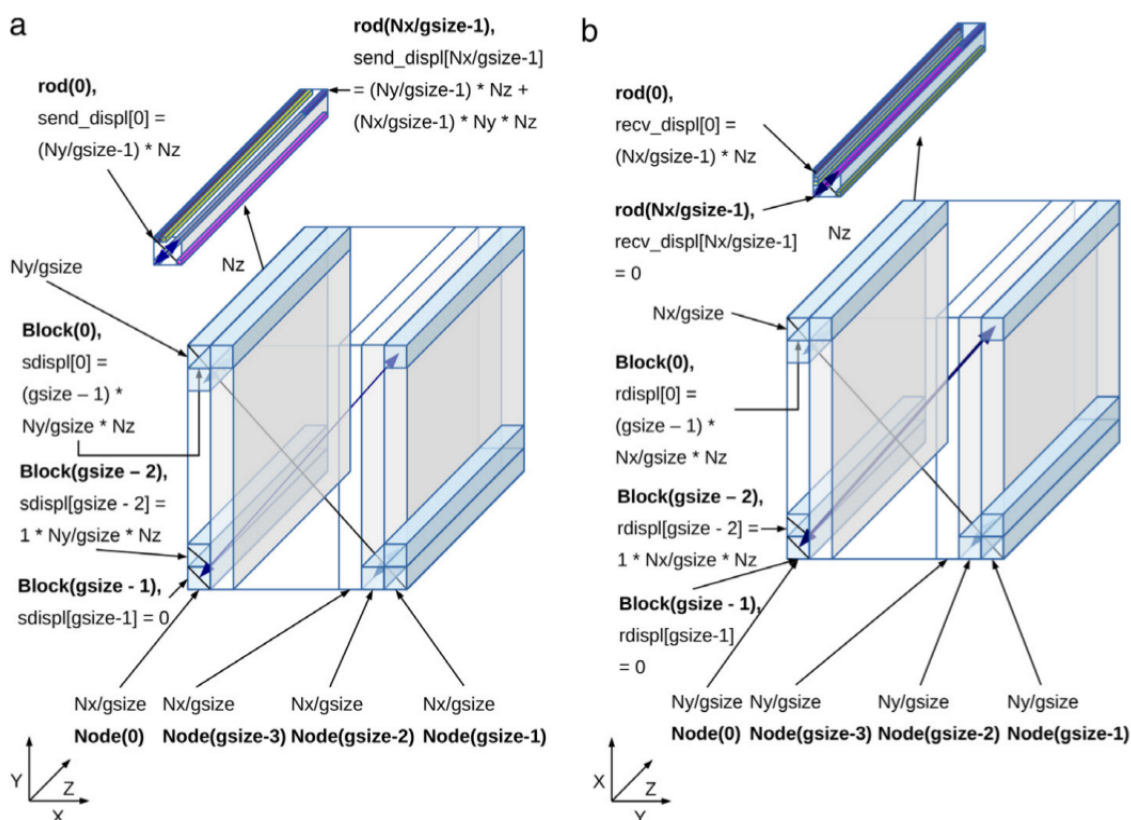 a
rod(0),
send_displ[0] =
(Ny/gsize-1) * Nz
rod(Nx/gsize-1),
send_displ[Nx/gsize-1]
= (Ny/gsize-1) * Nz +
(Nx/gsize-1) * Ny * Nz
Ny/gsize
Nz
Block(0),
sdispl[0] =
(gsize – 1) *
Ny/gsize * Nz
Block(gsize – 2),
sdispl[gsize - 2] =
1 * Ny/gsize * Nz
Block(gsize - 1),
sdispl[gsize-1] = 0
Nx/gsize Nx/gsize Nx/gsize Nx/gsize
Node(0) Node(gsize-3) Node(gsize-2) Node(gsize-1)
Y
Z
X
b
rod(0),
recv_displ[0] =
(Nx/gsize-1) * Nz
rod(Nx/gsize-1),
recv_displ[Nx/gsize-1]
= 0
Nz
Nx/gsize
Block(0),
rdispl[0] =
(gsize – 1) *
Nx/gsize * Nz
Block(gsize – 2),
rdispl[gsize - 2] =
1 * Nx/gsize * Nz
Block(gsize - 1),
rdispl[gsize-1]
= 0
Ny/gsize Ny/gsize Ny/gsize Ny/gsize
Node(0) Node(gsize-3) Node(gsize-2) Node(gsize-1)
X
Z
Y